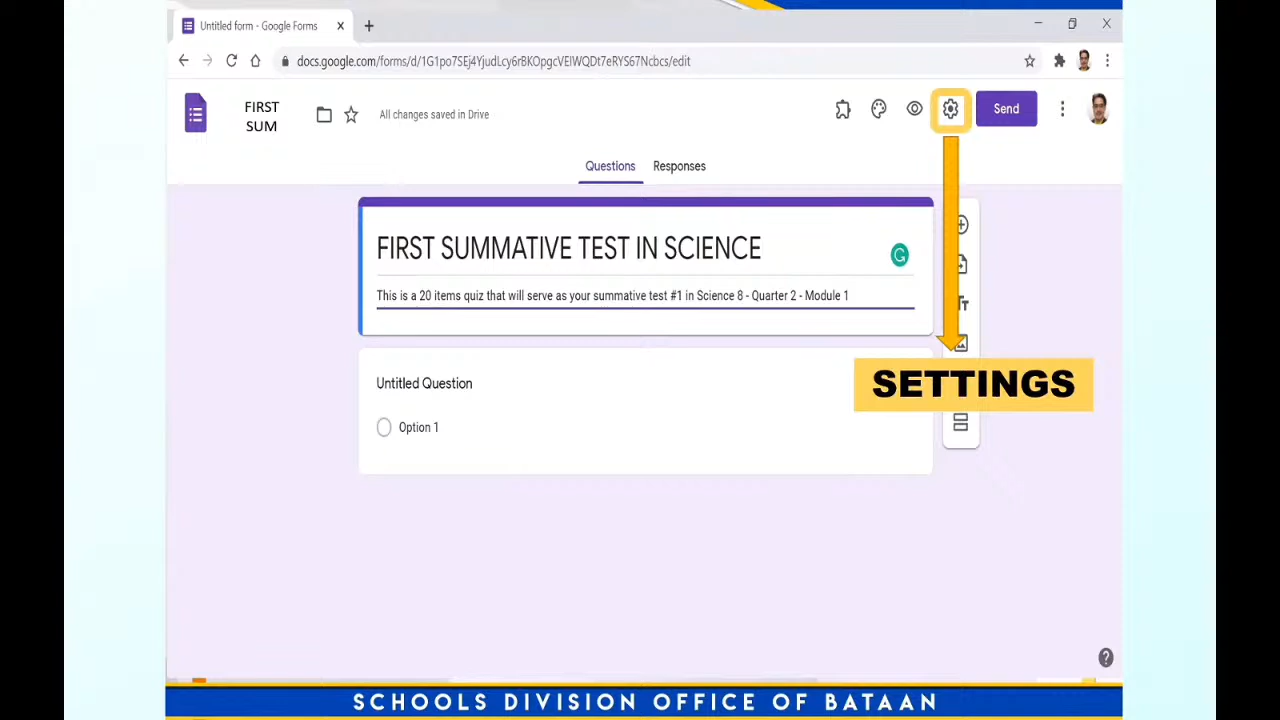 Untitled form - Google Forms
docs.google.com/forms/d/1G1po7SEj4YjudLcy6rBKOpgcVElWQDt7eRYS67Ncbcs/edit
FIRST
SUM
All changes saved in Drive
Send
Questions
Responses
FIRST SUMMATIVE TEST IN SCIENCE
This is a 20 items quiz that will serve as your summative test #1 in Science 8 - Quarter 2 - Module 1
Untitled Question
Option 1
SETTINGS
SCHOOLS DIVISION OFFICE OF BATAAN